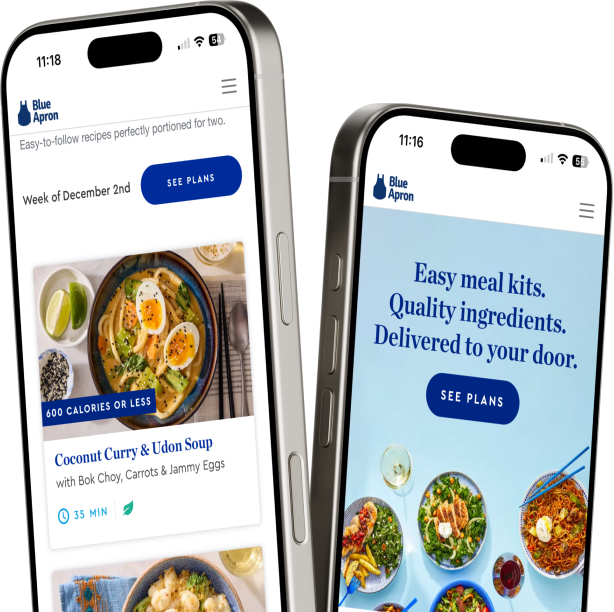 11:18
54
Blue
Apron
Easy-to-follow recipes perfectly portioned for two.
Week of December 2nd
SEE PLANS
600 CALORIES OR LESS
Coconut Curry & Udon Soup
with Bok Choy, Carrots & Jammy Eggs
35 MIN
11:16
Blue
Apron
Easy meal kits.
Quality ingredients.
Delivered to your door.
SEE PLANS